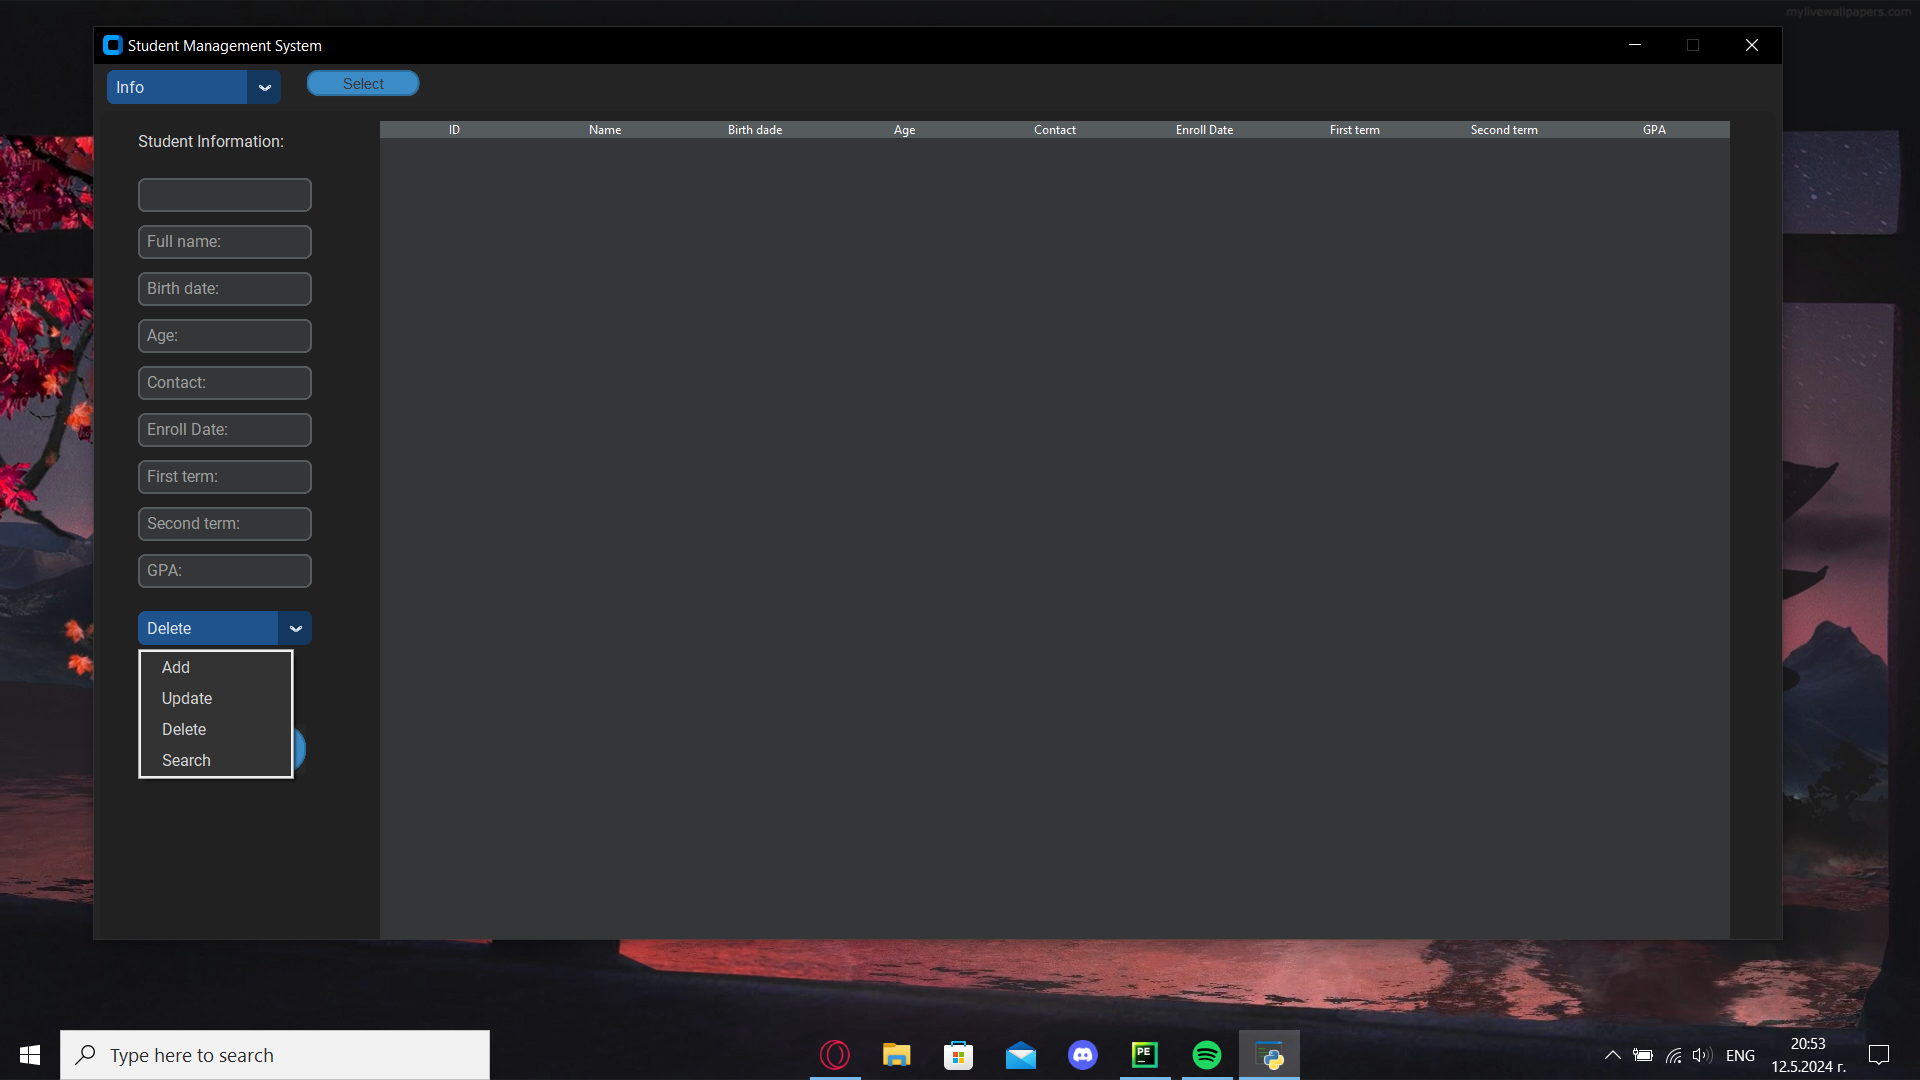 mylivewallpapers.com
Student Management System
Info
Select
Student Information:
ID Name Birth dade Age Contact Enroll Date First term Second term GPA
Full name:
Birth date:
Age:
Contact:
Enroll Date:
First term:
Second term:
GPA:
Delete
Add
Update
Delete
Search
Type here to search
PE
ENG
20:53
12.5.2024 г.